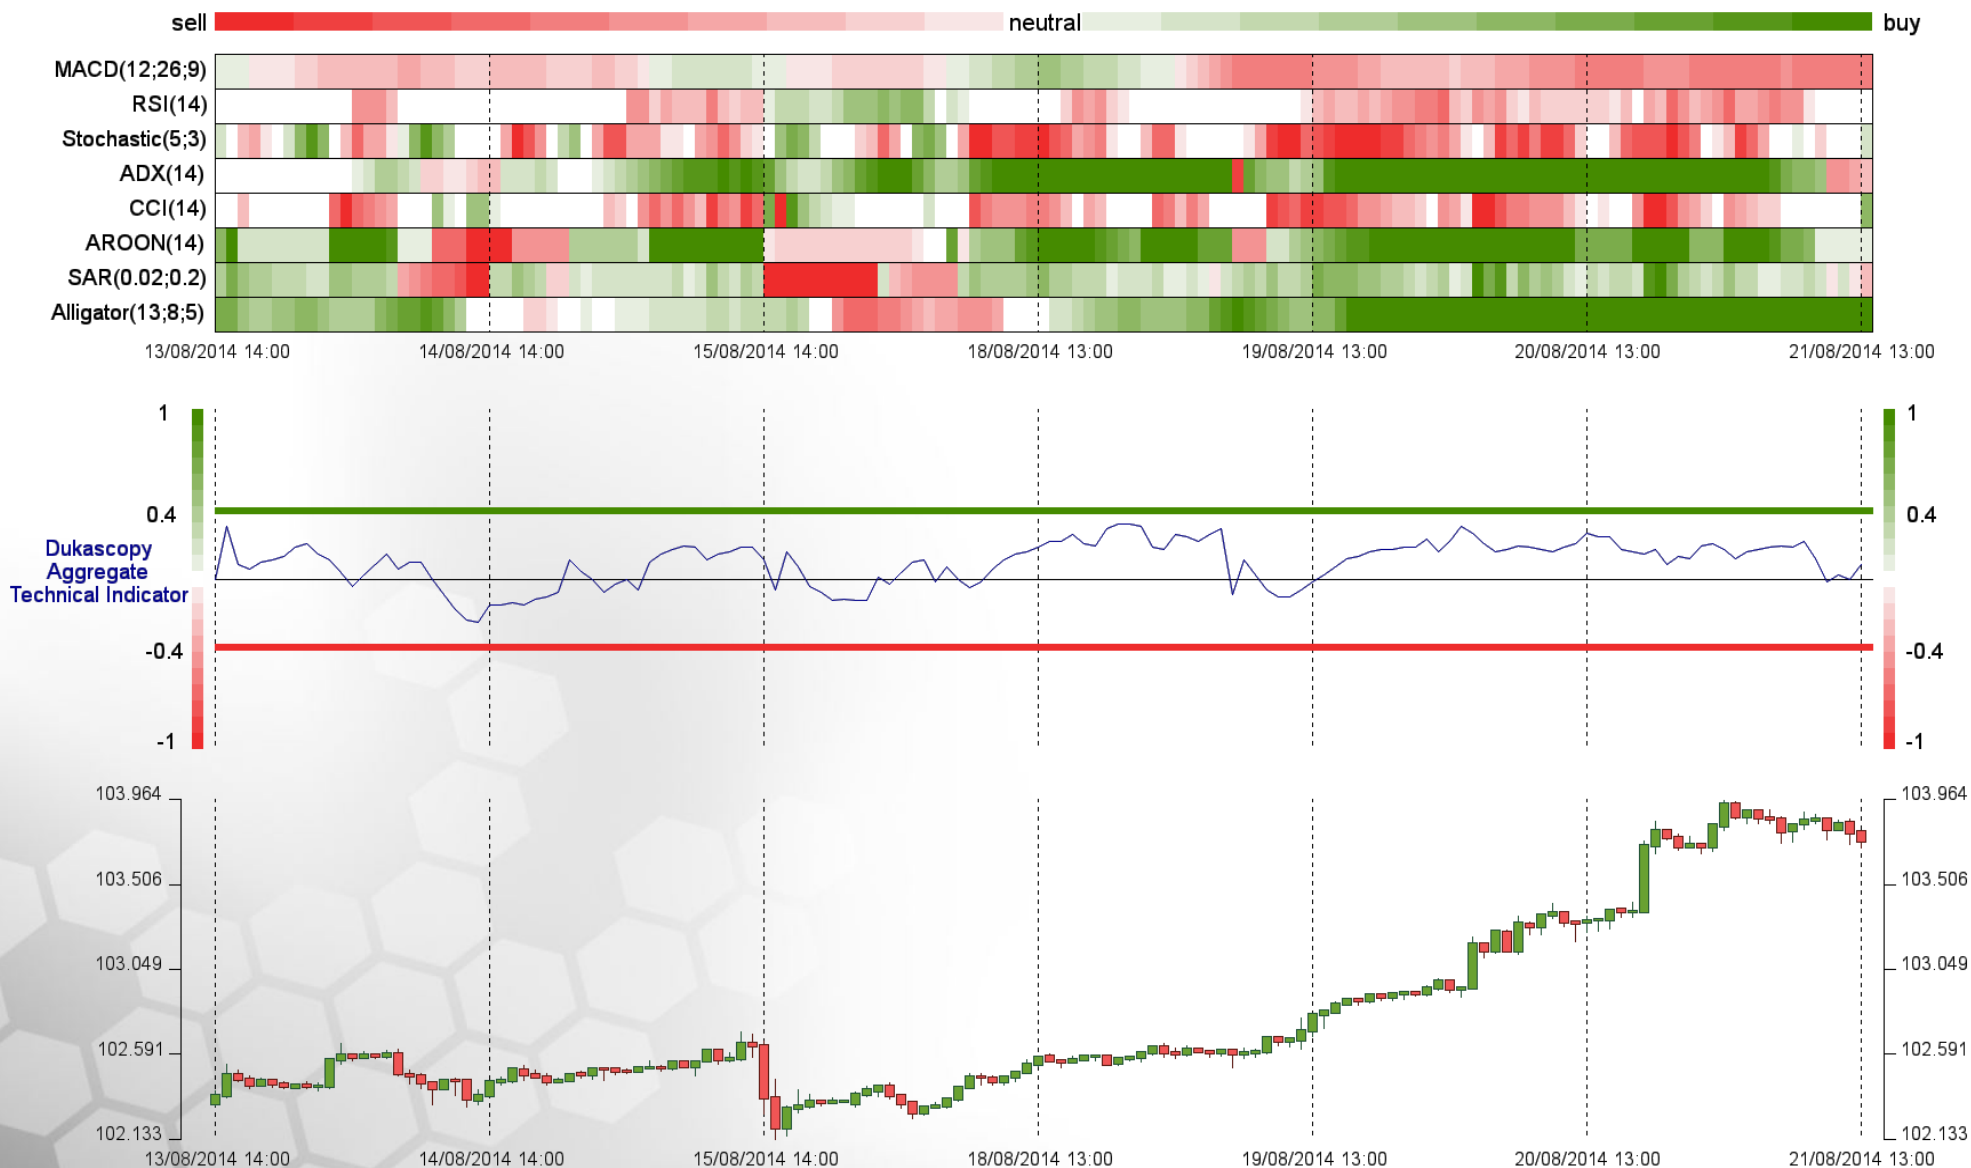 sell neutral buy
MACD(12;26;9)
RSI(14)
Stochastic(5;3)
ADX(14)
CCI(14)
AROON(14)
SAR(0.02;0.2)
Alligator(13;8;5)
13/08/2014 14:00 14/08/2014 14:00 15/08/2014 14:00 18/08/2014 13:00 19/08/2014 13:00 20/08/2014 13:00 21/08/2014 13:00
1 1
0.4 0.4
Dukascopy
Aggregate
Technical Indicator
-0.4 -0.4
-1 -1
103.964 103.964
103.506 103.506
103.049 103.049
102.591 102.591
102.133 102.133
13/08/2014 14:00 14/08/2014 14:00 15/08/2014 14:00 18/08/2014 13:00 19/08/2014 13:00 20/08/2014 13:00 21/08/2014 13:00